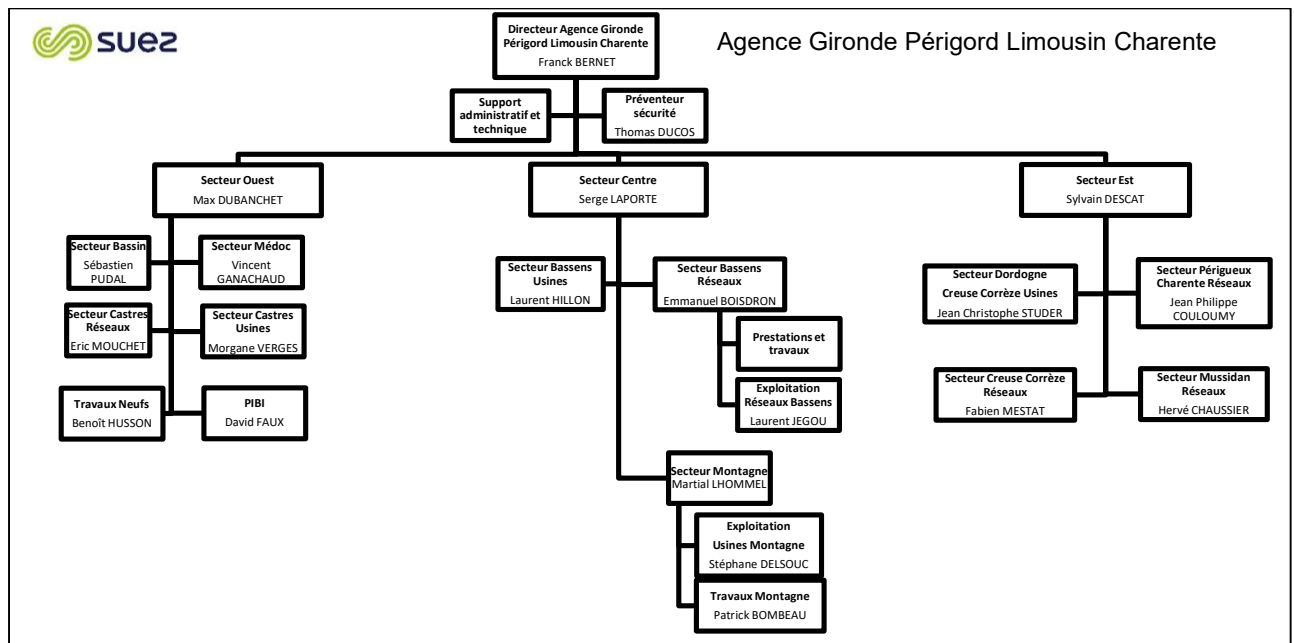 suez
Agence Gironde Périgord Limousin Charente
Directeur Agence Gironde
Périgord Limousin Charente
Franck BERNET
Support
administratif et
technique
Préventeur
sécurité
Thomas DUCOS
Secteur Ouest
Max DUBANCHET
Secteur Centre
Serge LAPORTE
Secteur Est
Sylvain DESCAT
Secteur Bassin
Sébastien
PUDAL
Secteur Médoc
Vincent
GANACHAUD
Secteur Castres
Réseaux
Eric MOUCHET
Secteur Castres
Usines
Morgane VERGES
Travaux Neufs
Benoît HUSSON
PIBI
David FAUX
Secteur Bassens
Usines
Laurent HILLON
Secteur Bassens
Réseaux
Emmanuel BOISDRON
Prestations et
travaux
Exploitation
Réseaux Bassens
Laurent JEGOU
Secteur Montagne
Martial LHOMMEL
Exploitation
Usines Montagne
Stéphane DELSOUC
Travaux Montagne
Patrick BOMBEAU
Secteur Dordogne
Creuse Corrèze Usines
Jean Christophe STUDER
Secteur Périgueux
Charente Réseaux
Jean Philippe
COULOUMY
Secteur Creuse Corrèze
Réseaux
Fabien MESTAT
Secteur Mussidan
Réseaux
Hervé CHAUSSIER